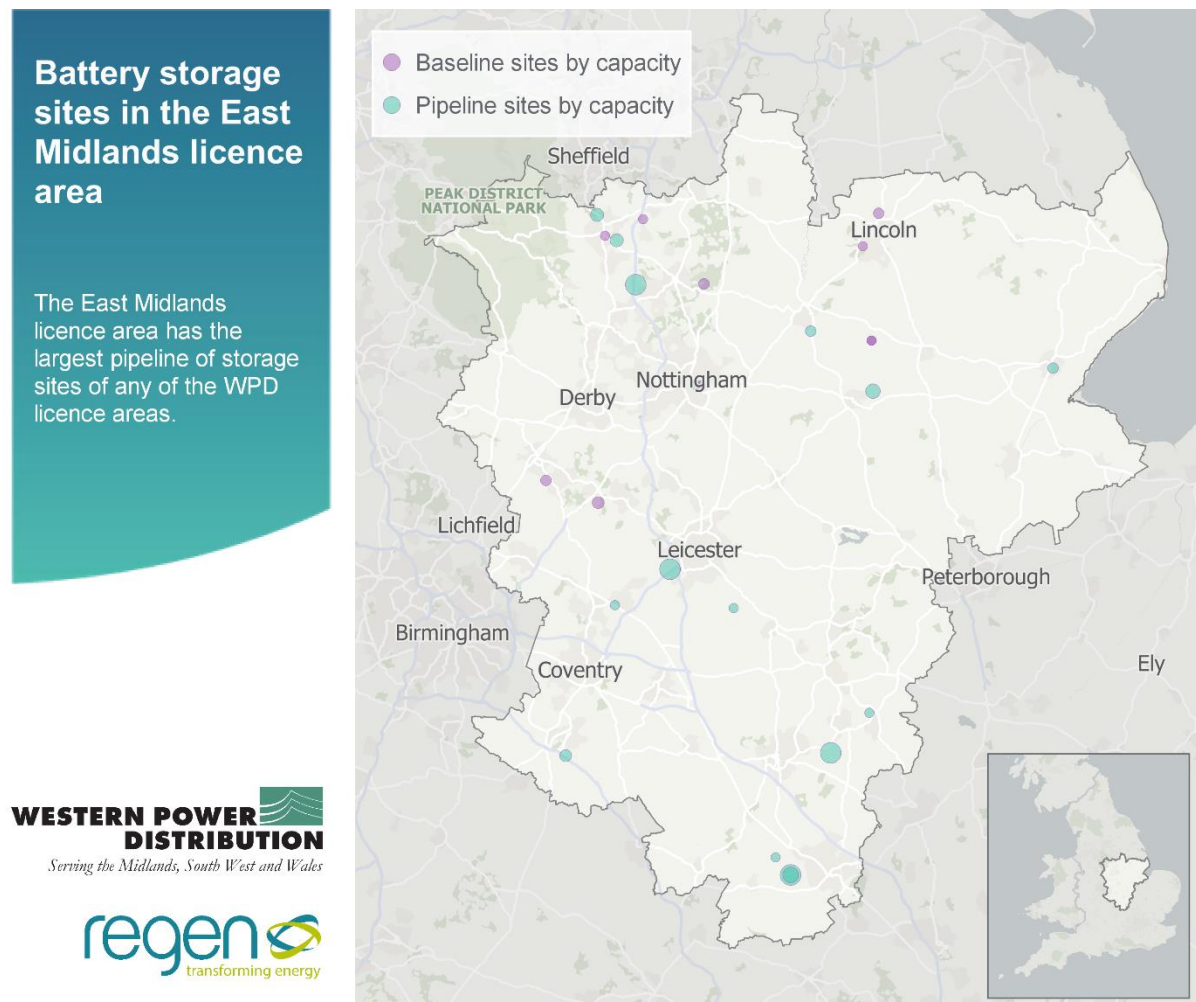 Battery storage
sites in the East
Midlands licence
area
The East Midlands
licence area has the
largest pipeline of storage
sites of any of the WPD
licence areas.
WESTERN POWER
DISTRIBUTION
Serving the Midlands, South West and Wales
regen
transforming energy
Baseline sites by capacity
Pipeline sites by capacity
Sheffield
PEAK DISTRICT
NATIONAL PARK
Lincoln
Nottingham
Derby
Lichfield
Leicester
Peterborough
Birmingham
Coventry
Ely